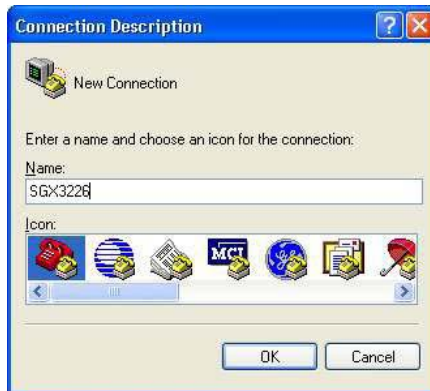 Connection Description
New Connection
Enter a name and choose an icon for the connection:
Name:
SGX3226
Icon:
MCI
OK
Cancel